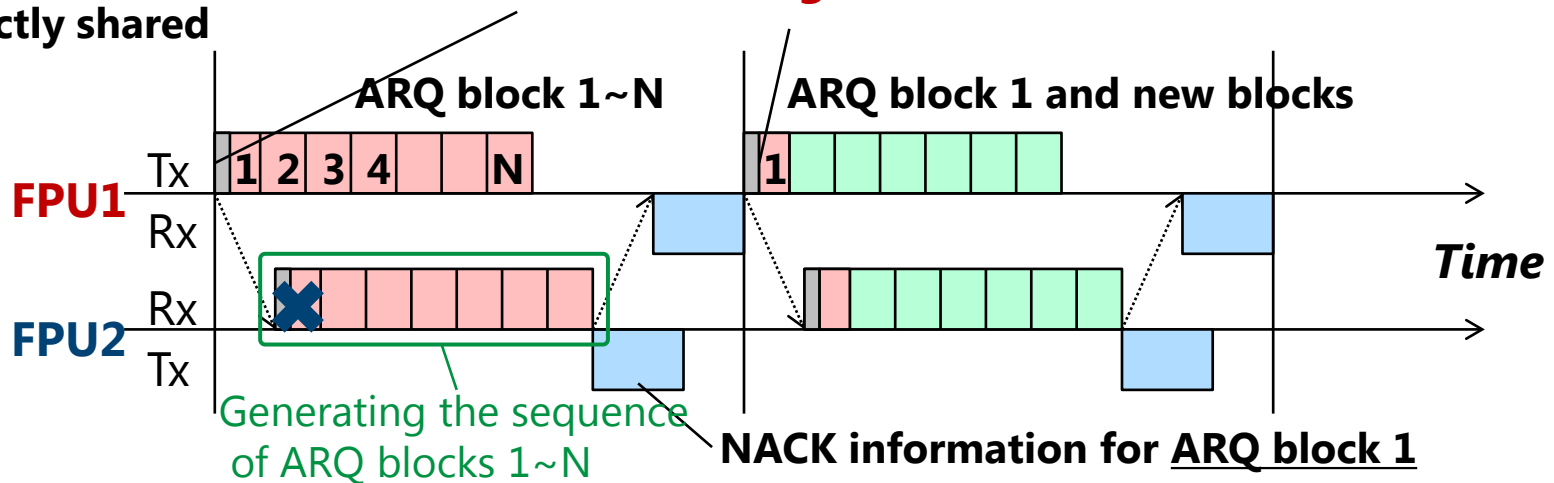 ctly shared
ARQ block 1~N
ARQ block 1 and new blocks
Tx
1 2 3 4 N
1
FPU1
Rx
Time
Rx
FPU2
Tx
Generating the sequence
of ARQ blocks 1~N
NACK information for ARQ block 1